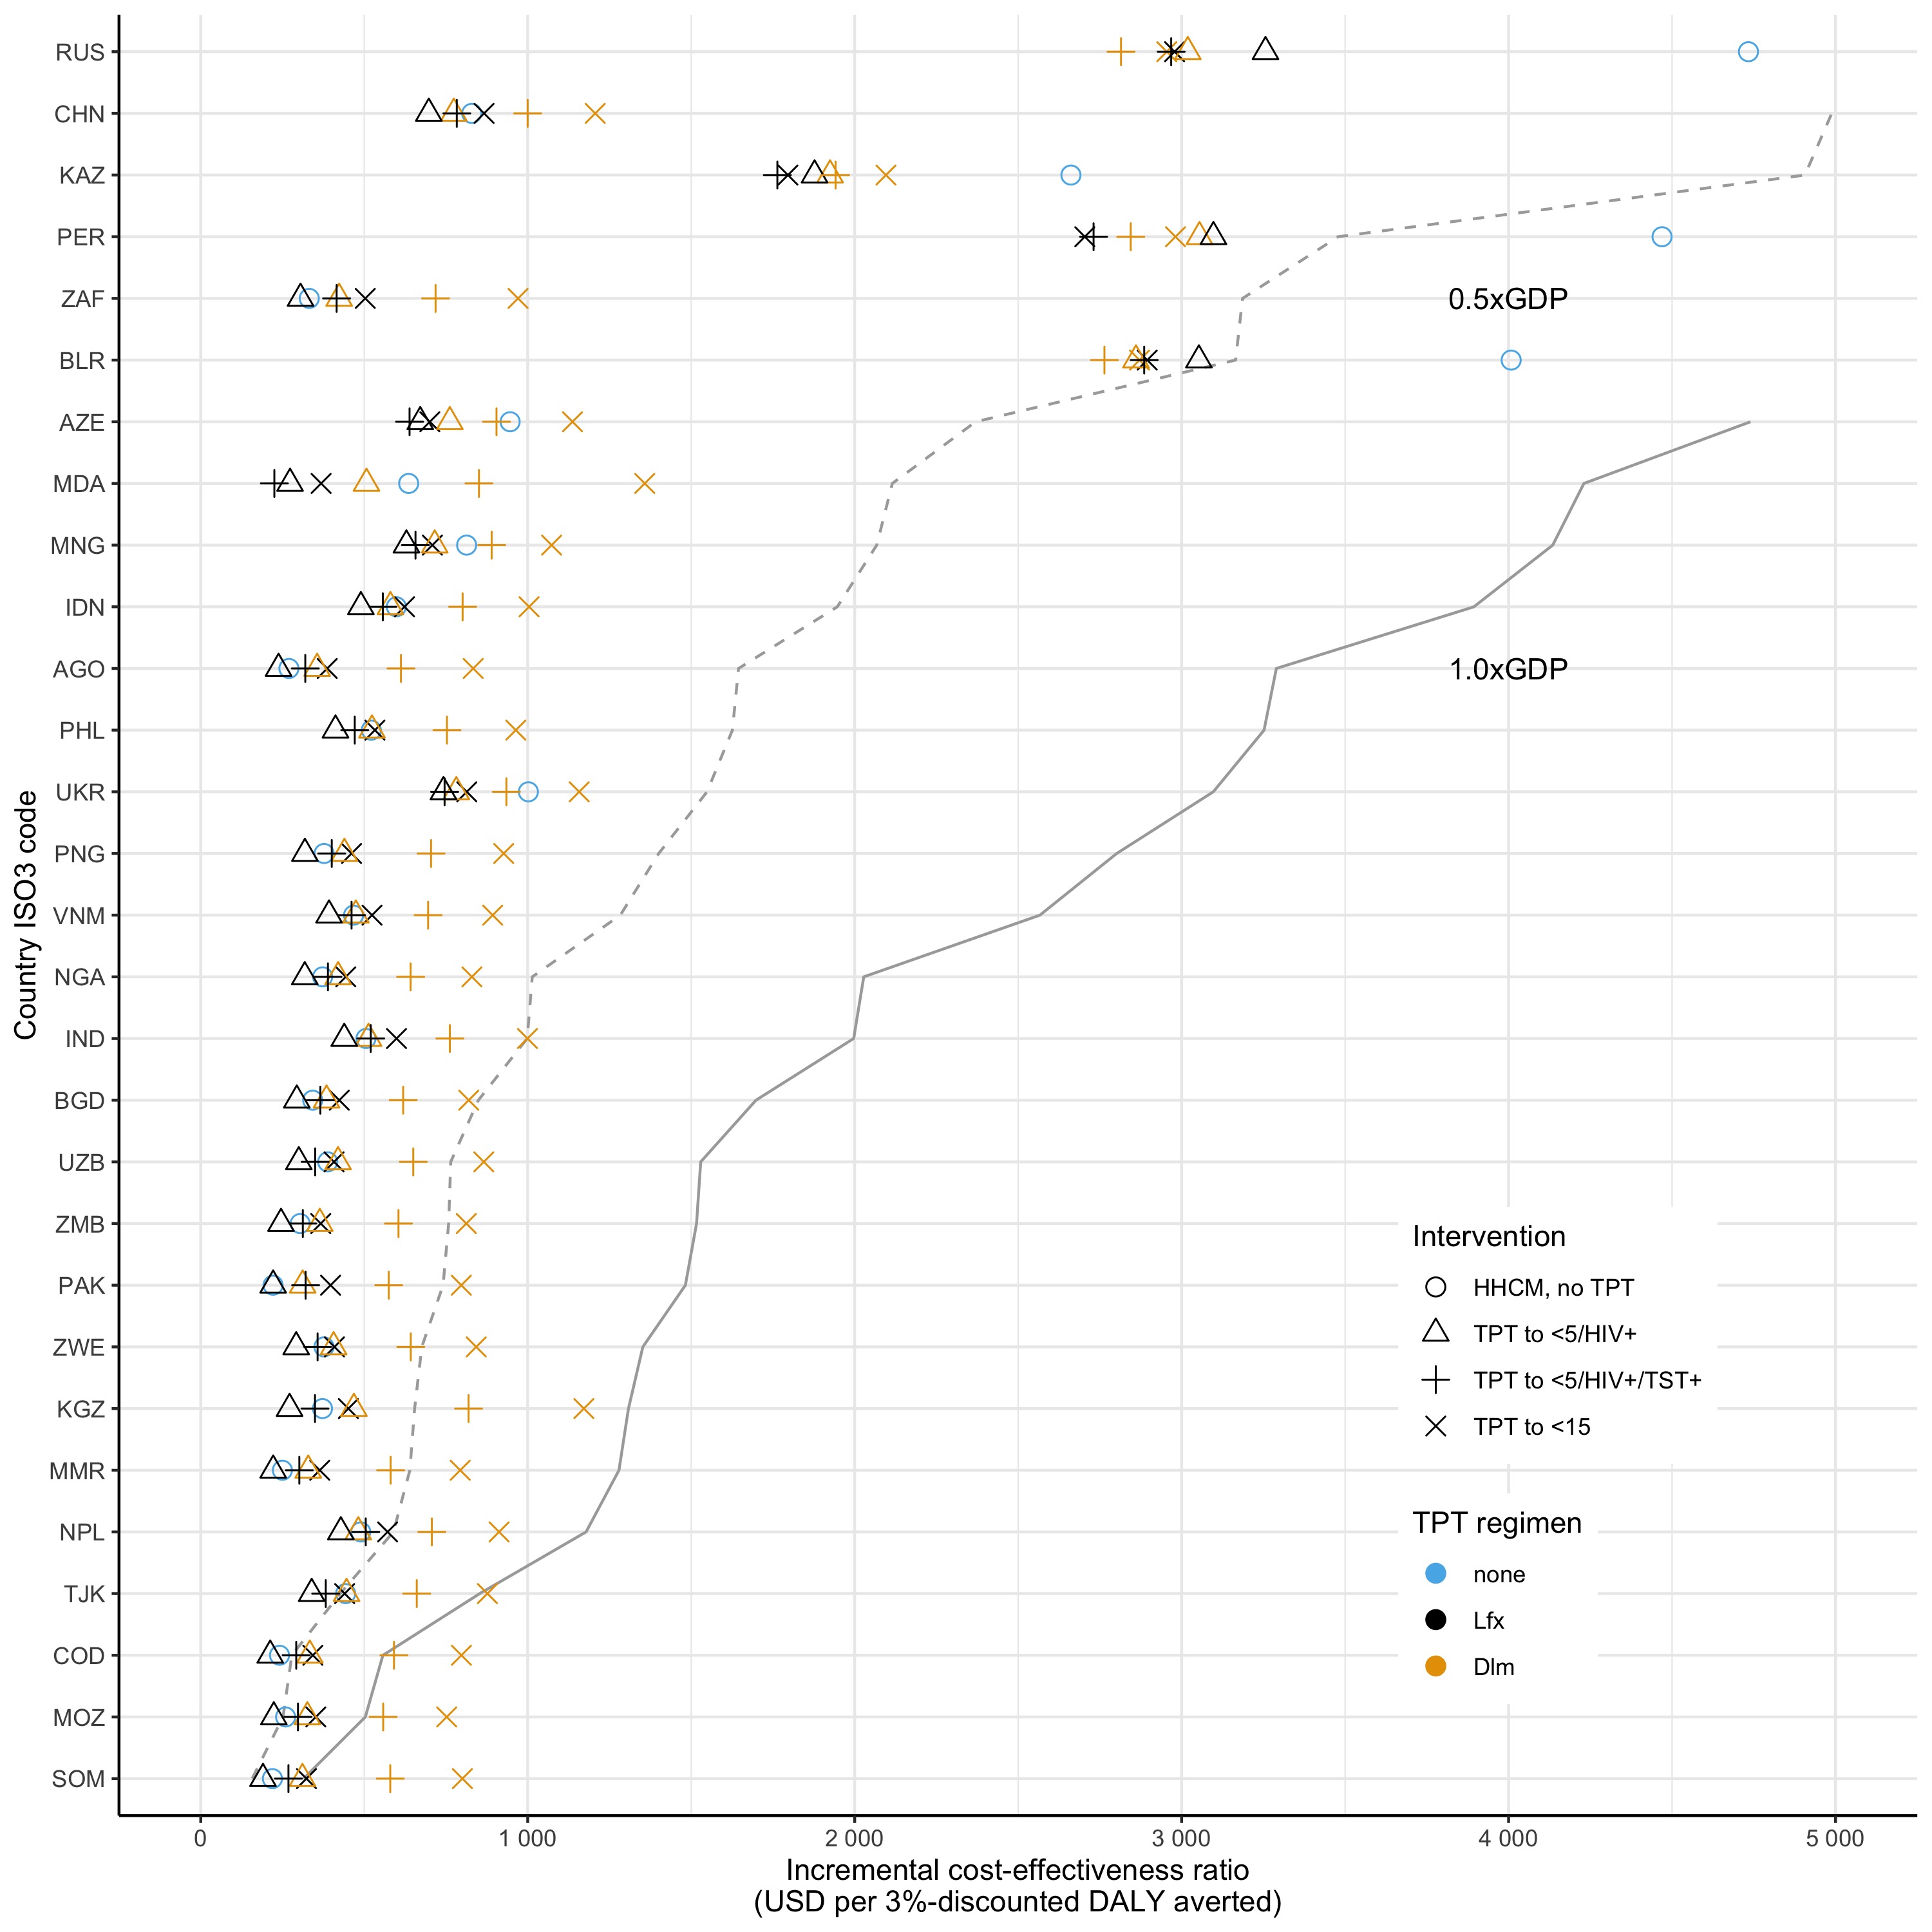 RUS
CHN
KAZ
PER
ZAF
0.5xGDP
BLR
AZE
MDA
MNG
IDN
AGO
1.0xGDP
PHL
UKR
PNG
VNM
NGA
IND
BGD
UZB
ZMB
PAK
ZWE
KGZ
MMR
NPL
TJK
COD
MOZ
SOM
Country ISO3 code
Intervention
HHCM, no TPT
TPT to <5/HIV+
TPT to <5/HIV+/TST+
TPT to <15
TPT regimen
none
Lfx
Dlm
0
1 000
2 000
3 000
4 000
5 000
Incremental cost-effectiveness ratio
(USD per 3%-discounted DALY averted)